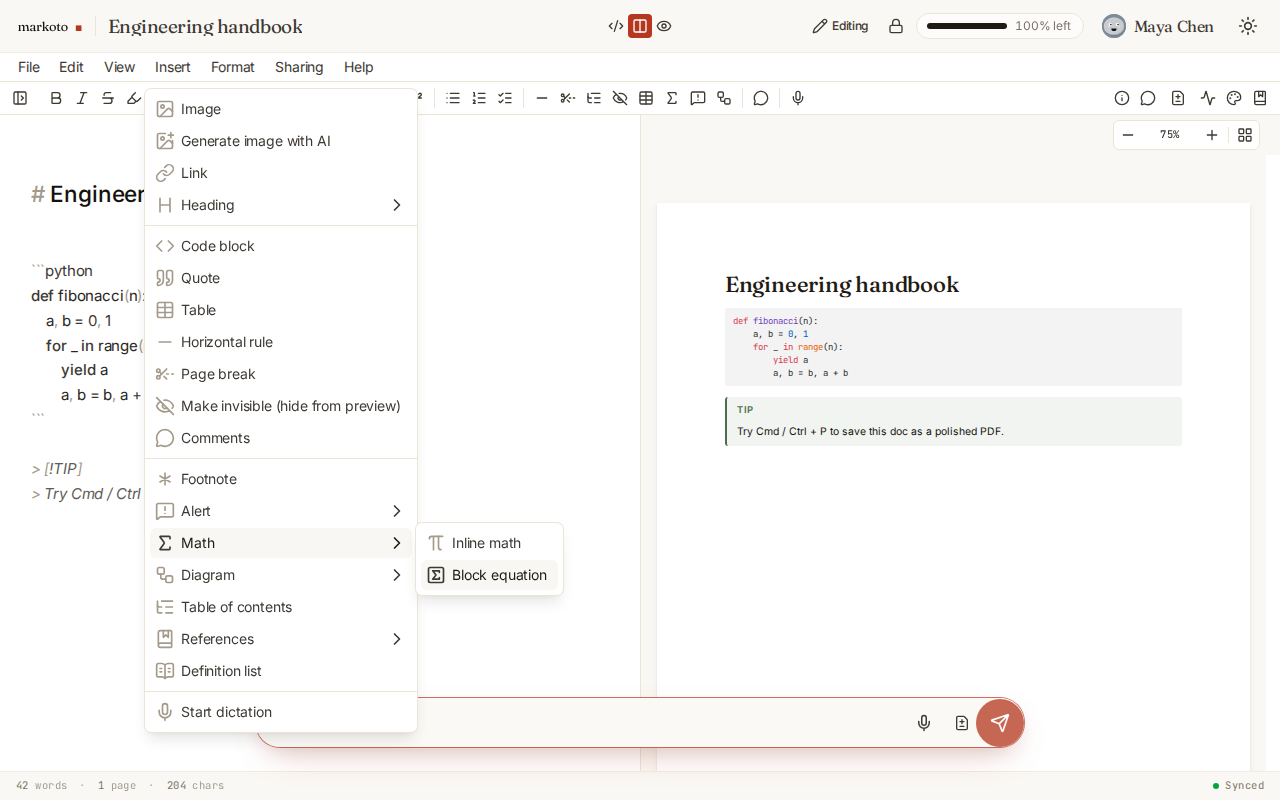 markoto
Engineering handbook
Editing
100% left
Maya Chen
File Edit View Insert Format Sharing Help
75%
# Engineer
```python
def fibonacci(n):
a, b = 0, 1
for _ in range(
yield a
a, b = b, a +
```
> [!TIP]
> Try Cmd / Ctrl
Image
Generate image with AI
Link
Heading
Code block
Quote
Table
Horizontal rule
Page break
Make invisible (hide from preview)
Comments
Footnote
Alert
Math
Diagram
Table of contents
References
Definition list
Start dictation
Inline math
Block equation
Engineering handbook
def fibonacci(n):
a, b = 0, 1
for _ in range(n):
yield a
a, b = b, a + b
TIP
Try Cmd / Ctrl + P to save this doc as a polished PDF.
42 words · 1 page · 204 chars
Synced